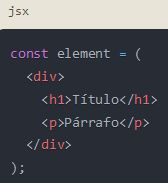 jsx
const element = (
  <div>
    <h1>Título</h1>
    <p>Párrafo</p>
  </div>
);